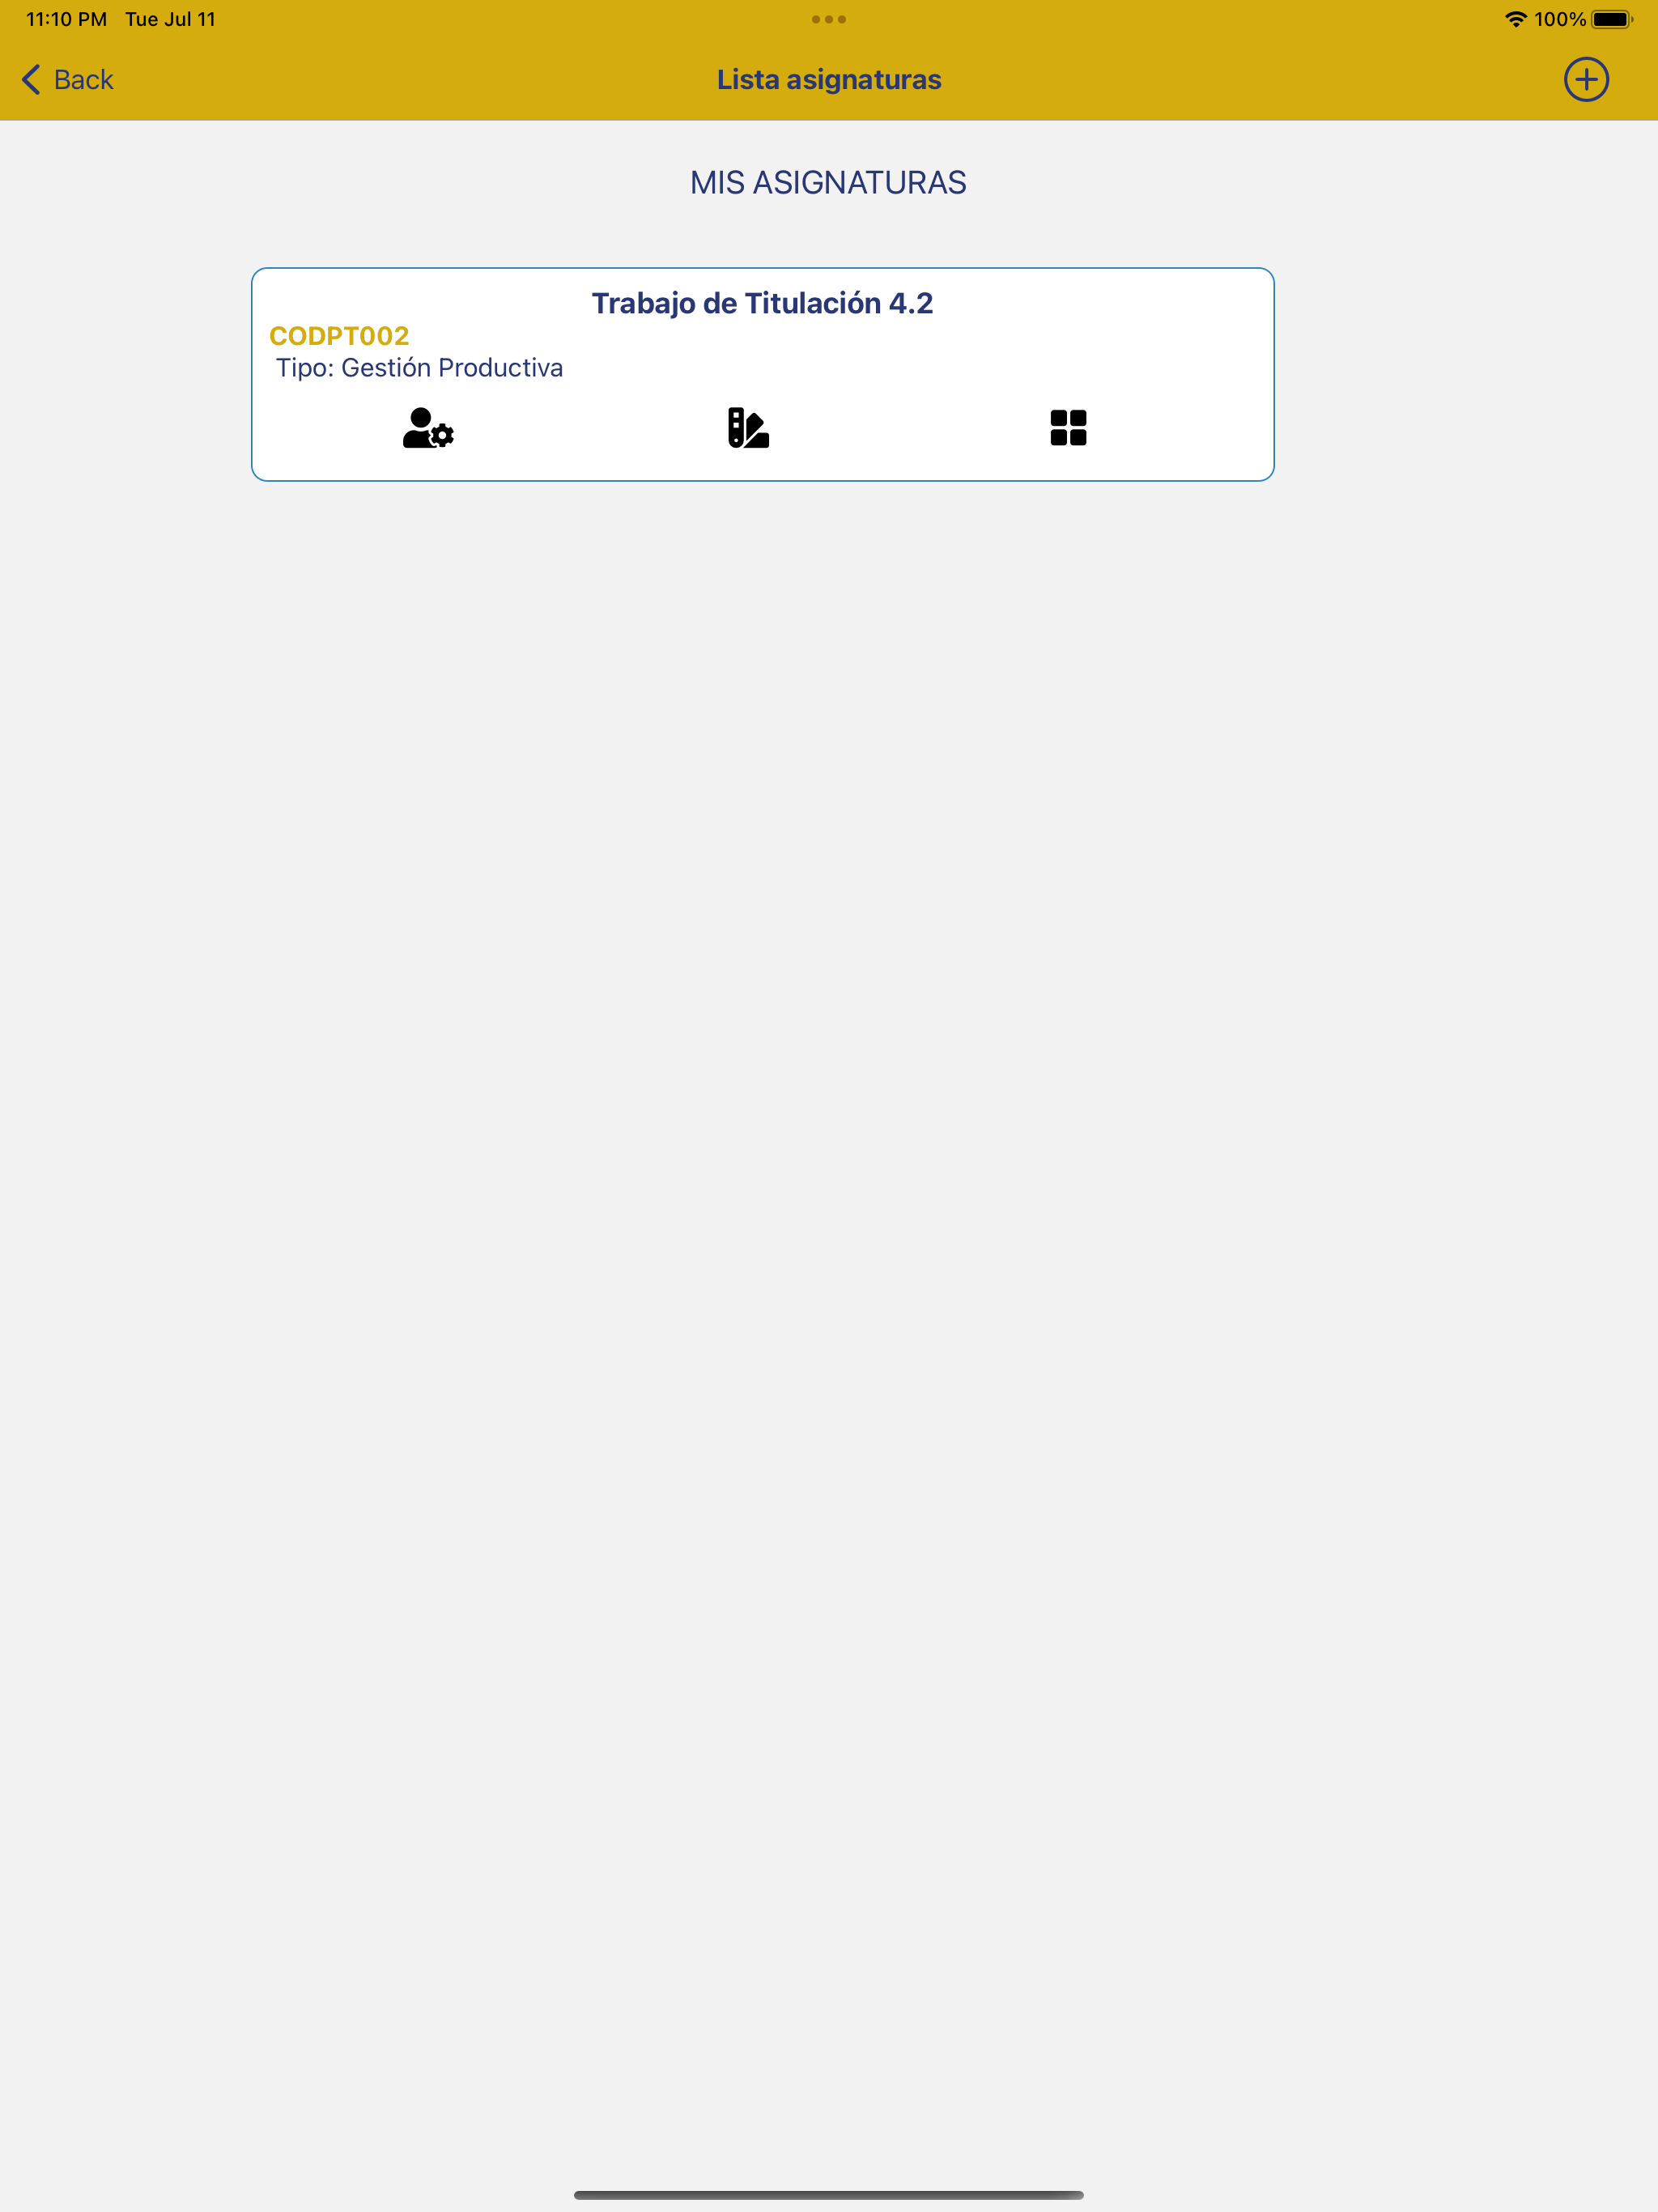 11:10 PM Tue Jul 11
100%
Back
Lista asignaturas
MIS ASIGNATURAS
Trabajo de Titulación 4.2
CODPT002
Tipo: Gestión Productiva